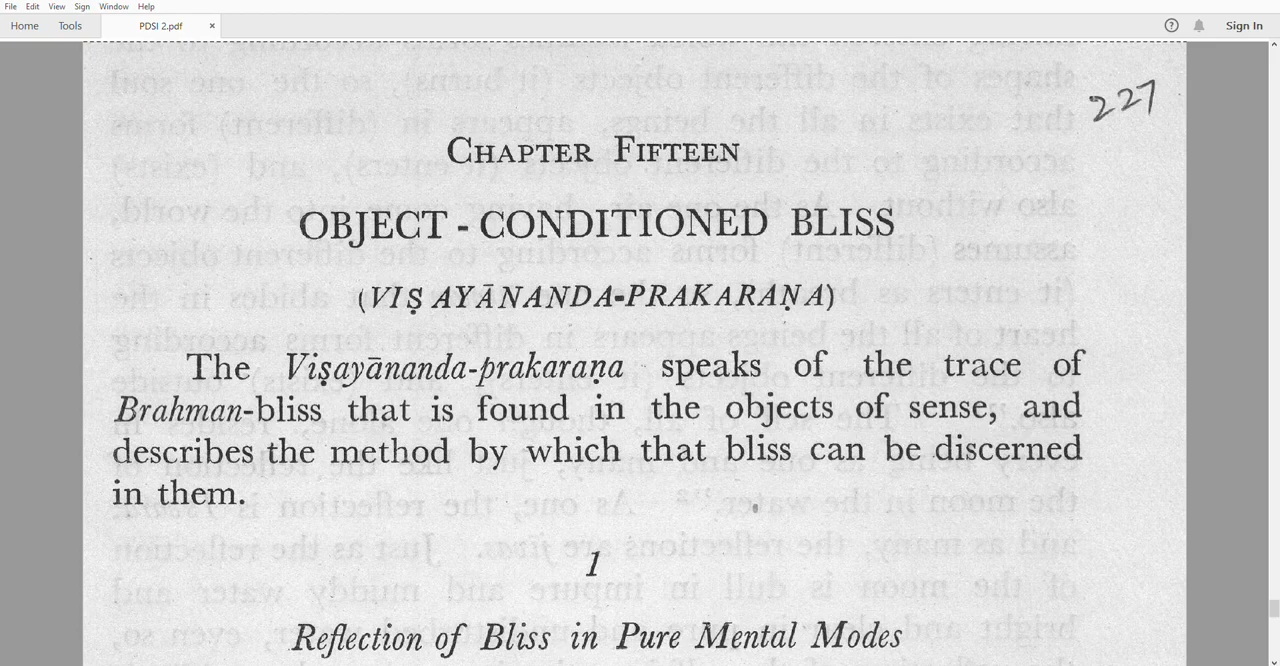 File Edit View Sign Window Help
Home Tools PDSI 2.pdf × ? Sign In
227
CHAPTER FIFTEEN
OBJECT - CONDITIONED BLISS
(VIṢAYĀNANDA-PRAKARAṆA)
The Viṣayānanda-prakaraṇa speaks of the trace of
Brahman-bliss that is found in the objects of sense, and
describes the method by which that bliss can be discerned
in them.
1
Reflection of Bliss in Pure Mental Modes